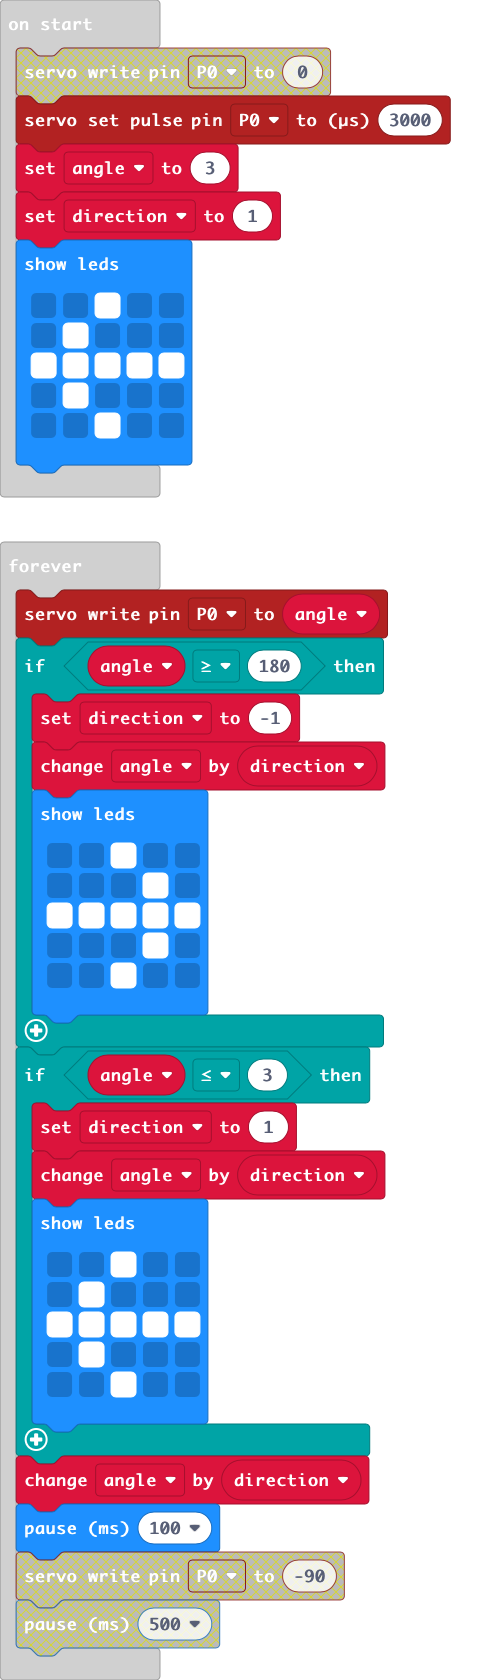 on start
servo write pin P0 to 0
servo set pulse pin P0 to (µs) 3000
set angle to 3
set direction to 1
show leds
forever
servo write pin P0 to angle
if angle ≥ 180 then
set direction to -1
change angle by direction
show leds
if angle ≤ 3 then
set direction to 1
change angle by direction
show leds
change angle by direction
pause (ms) 100
servo write pin P0 to -90
pause (ms) 500